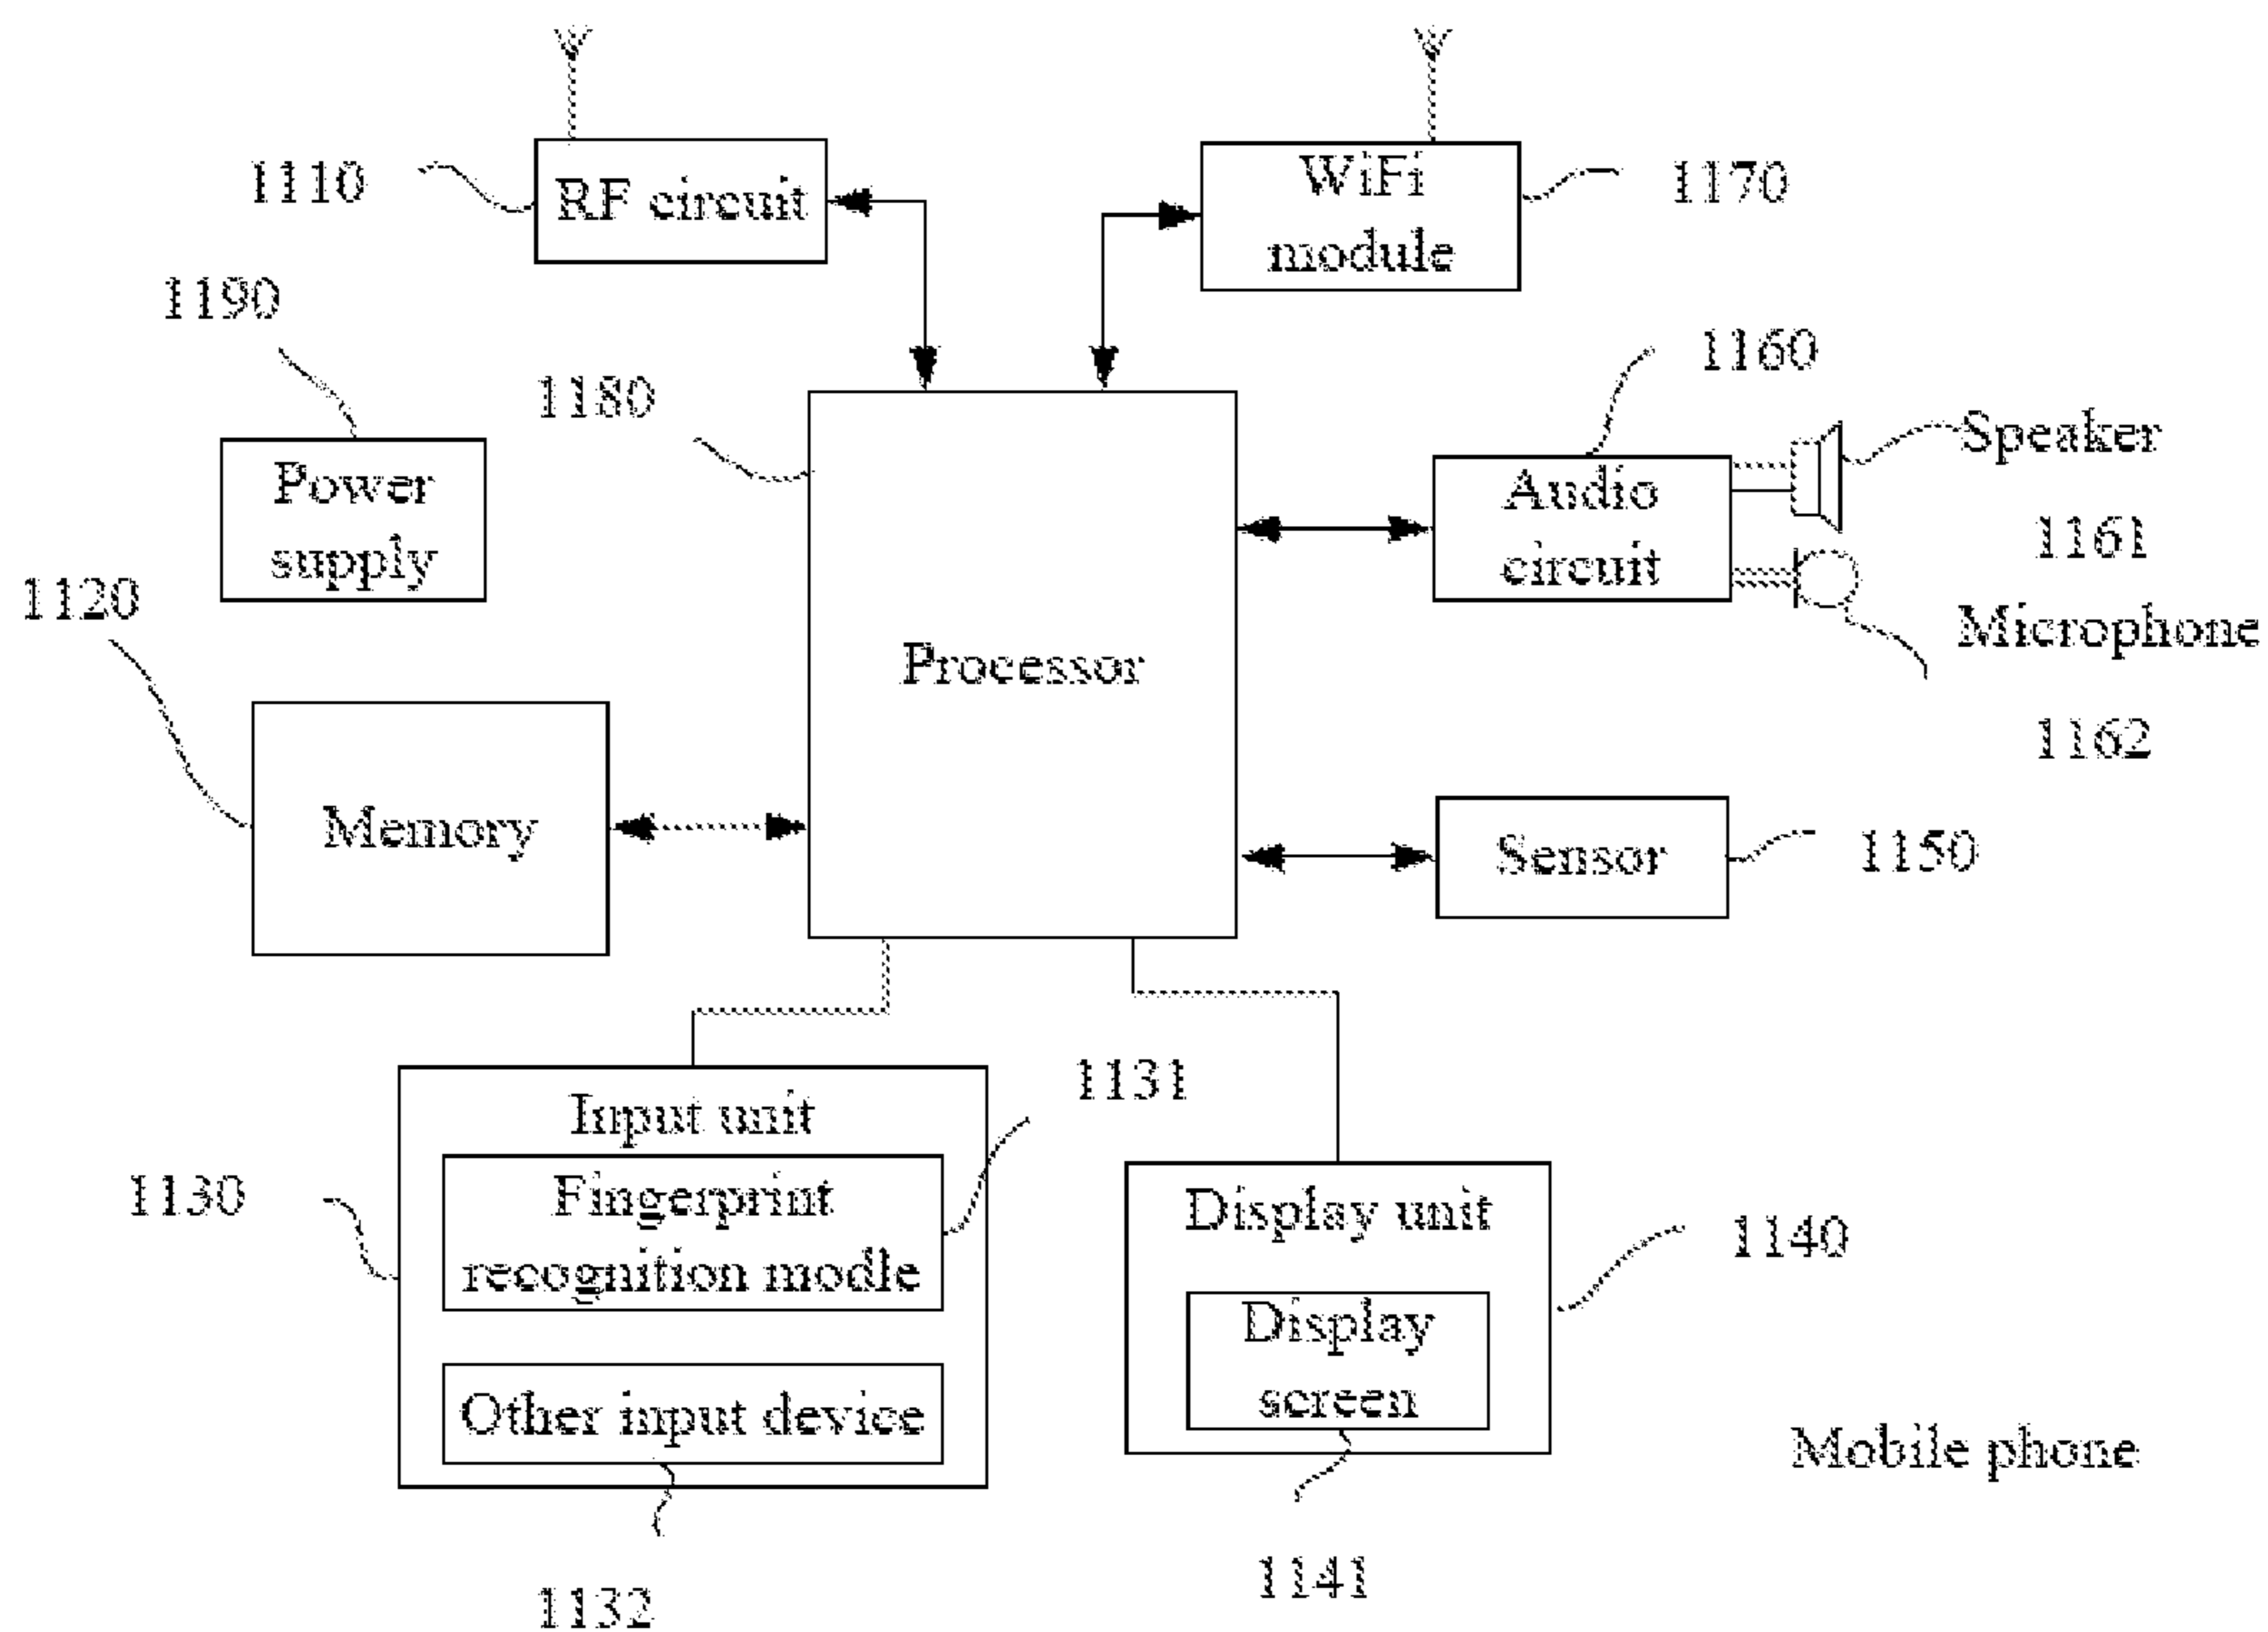 1110
RF circuit
WiFi
module
1170
1190
1180
1160
Power
supply
Audio
circuit
Speaker
1161
1120
Processor
Microphone
1162
Memory
Sensor
1150
1130
Input unit
1131
Fingerprint
recognition modle
Other input device
1132
Display unit
1140
Display
screen
1141
Mobile phone